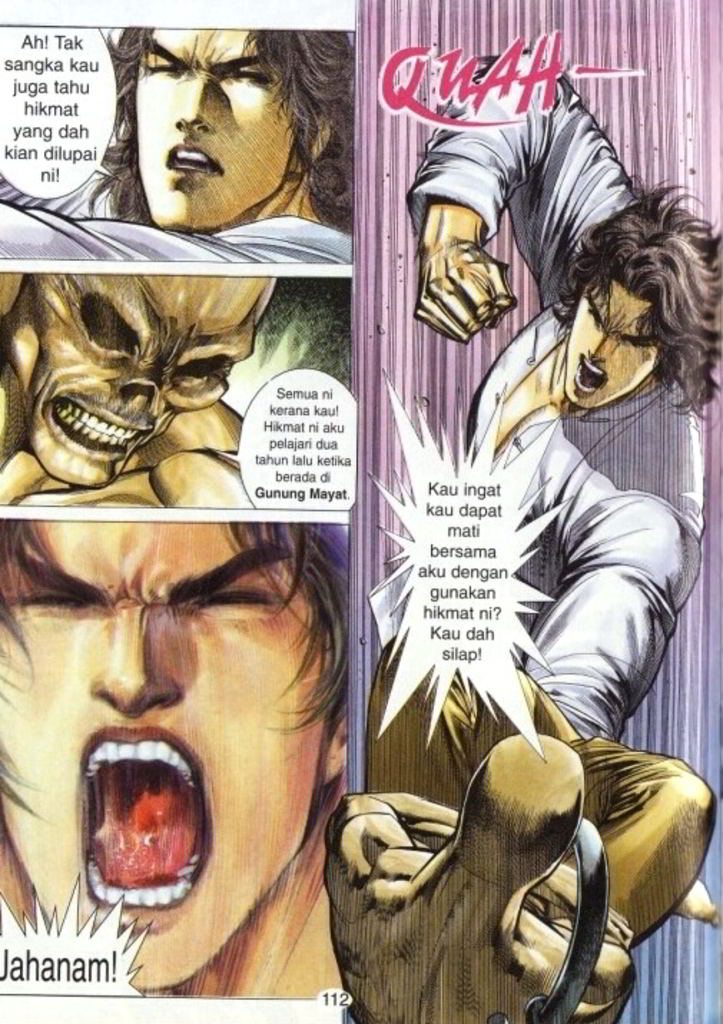 Ah! Tak
sangka kau
juga tahu
hikmat
yang dah
kian dilupai
ni!
Semua ni
kerana kau!
Hikmat ni aku
pelajari dua
tahun lalu ketika
berada di
Gunung Mayat.
Jahanam!
QUAH
Kau ingat
kau dapat
mati
bersama
aku dengan
gunakan
hikmat ni?
Kau dah
silap!
112